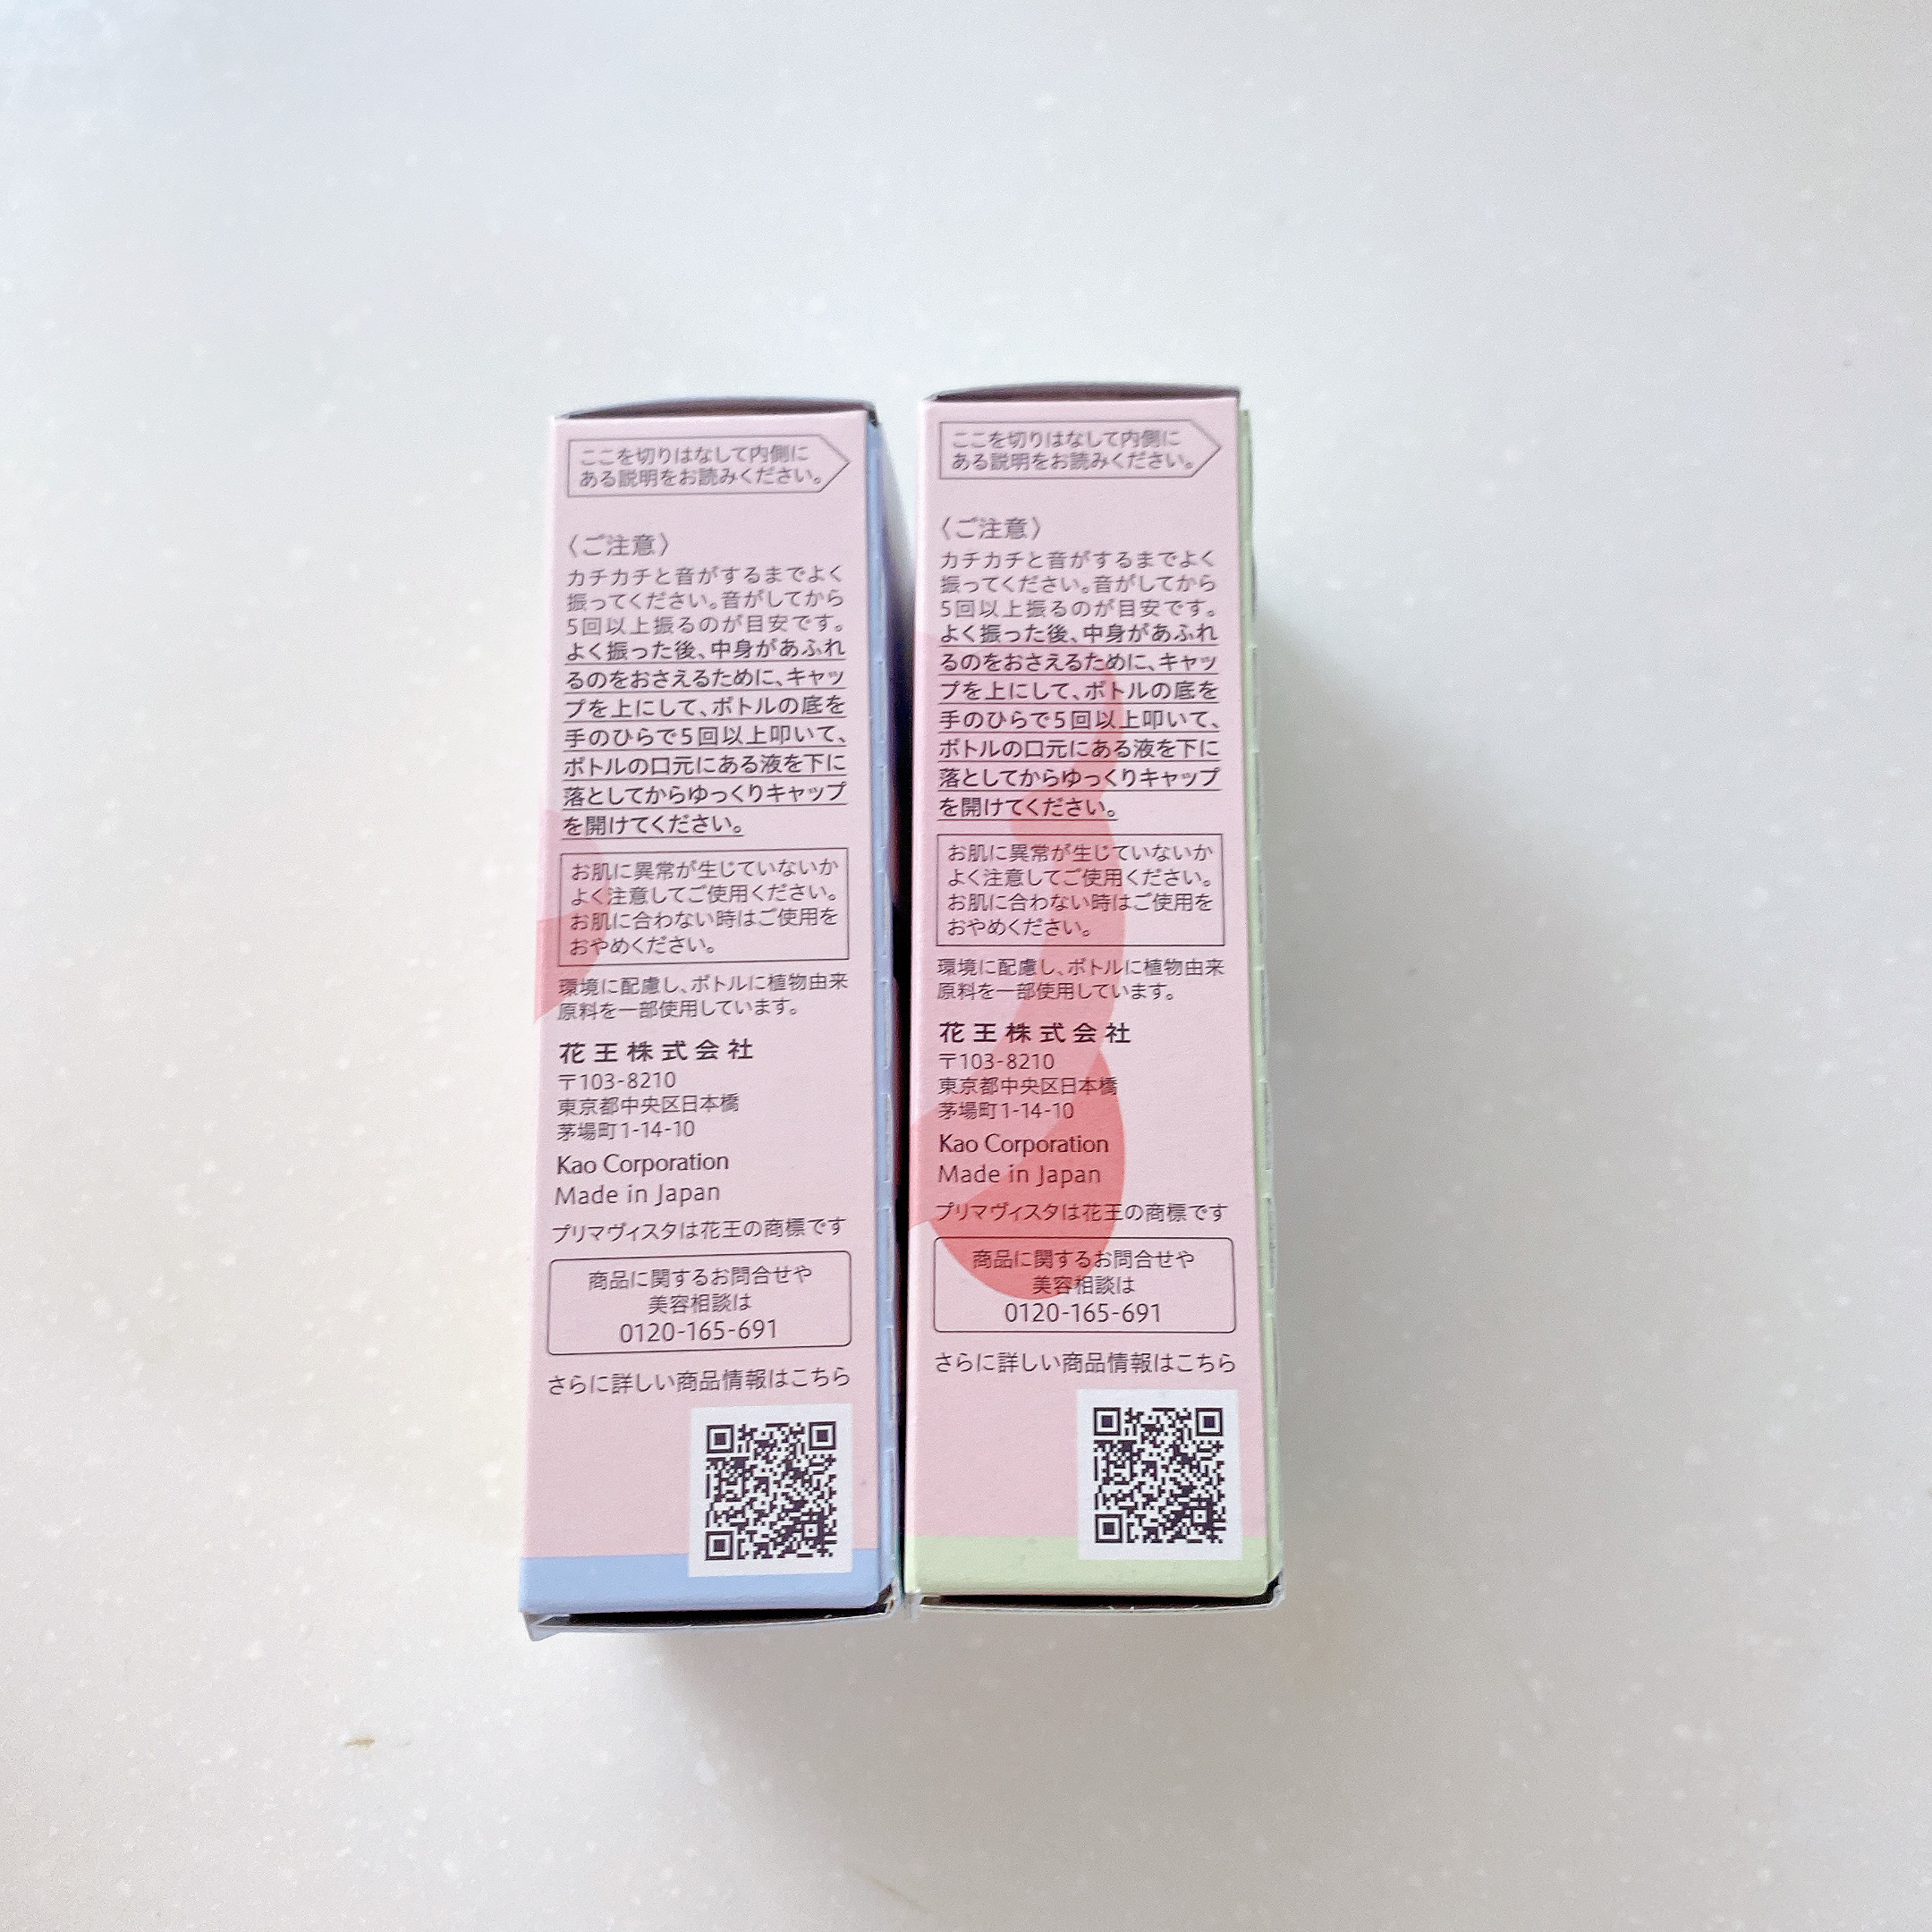 ここを切りはなして内側に
ある説明をお読みください。
〈ご注意〉
カチカチと音がするまでよく
振ってください。音がしてから
5回以上振るのが目安です。
よく振った後、中身があふれ
るのをおさえるために、キャッ
プを上にして、ボトルの底を
手のひらで5回以上叩いて、
ボトルの口元にある液を下に
落としてからゆっくりキャップ
を開けてください。
お肌に異常が生じていないか
よく注意してご使用ください。
お肌に合わない時はご使用を
おやめください。
環境に配慮し、ボトルに植物由来
原料を一部使用しています。
花王株式会社
〒103-8210
東京都中央区日本橋
茅場町1-14-10
Kao Corporation
Made in Japan
プリマヴィスタは花王の商標です
商品に関するお問合せや
美容相談は
0120-165-691
さらに詳しい商品情報はこちら
ここを切りはなして内側に
ある説明をお読みください。
〈ご注意〉
カチカチと音がするまでよく
振ってください。音がしてから
5回以上振るのが目安です。
よく振った後、中身があふれ
るのをおさえるために、キャッ
プを上にして、ボトルの底を
手のひらで5回以上叩いて、
ボトルの口元にある液を下に
落としてからゆっくりキャップ
を開けてください。
お肌に異常が生じていないか
よく注意してご使用ください。
お肌に合わない時はご使用を
おやめください。
環境に配慮し、ボトルに植物由来
原料を一部使用しています。
花王株式会社
〒103-8210
東京都中央区日本橋
茅場町1-14-10
Kao Corporation
Made in Japan
プリマヴィスタは花王の商標です
商品に関するお問合せや
美容相談は
0120-165-691
さらに詳しい商品情報はこちら